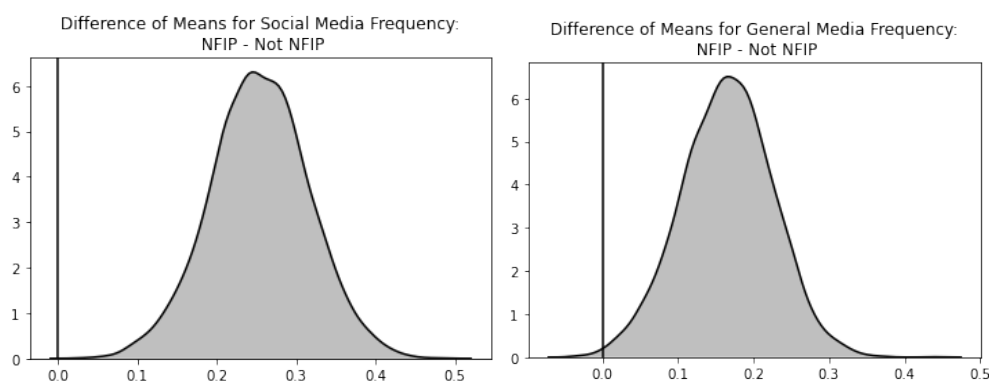 Difference of Means for Social Media Frequency:
NFIP - Not NFIP
6
5
4
3
2
1
0
0.0 0.1 0.2 0.3 0.4 0.5
Difference of Means for General Media Frequency:
NFIP - Not NFIP
6
5
4
3
2
1
0
0.0 0.1 0.2 0.3 0.4 0.5